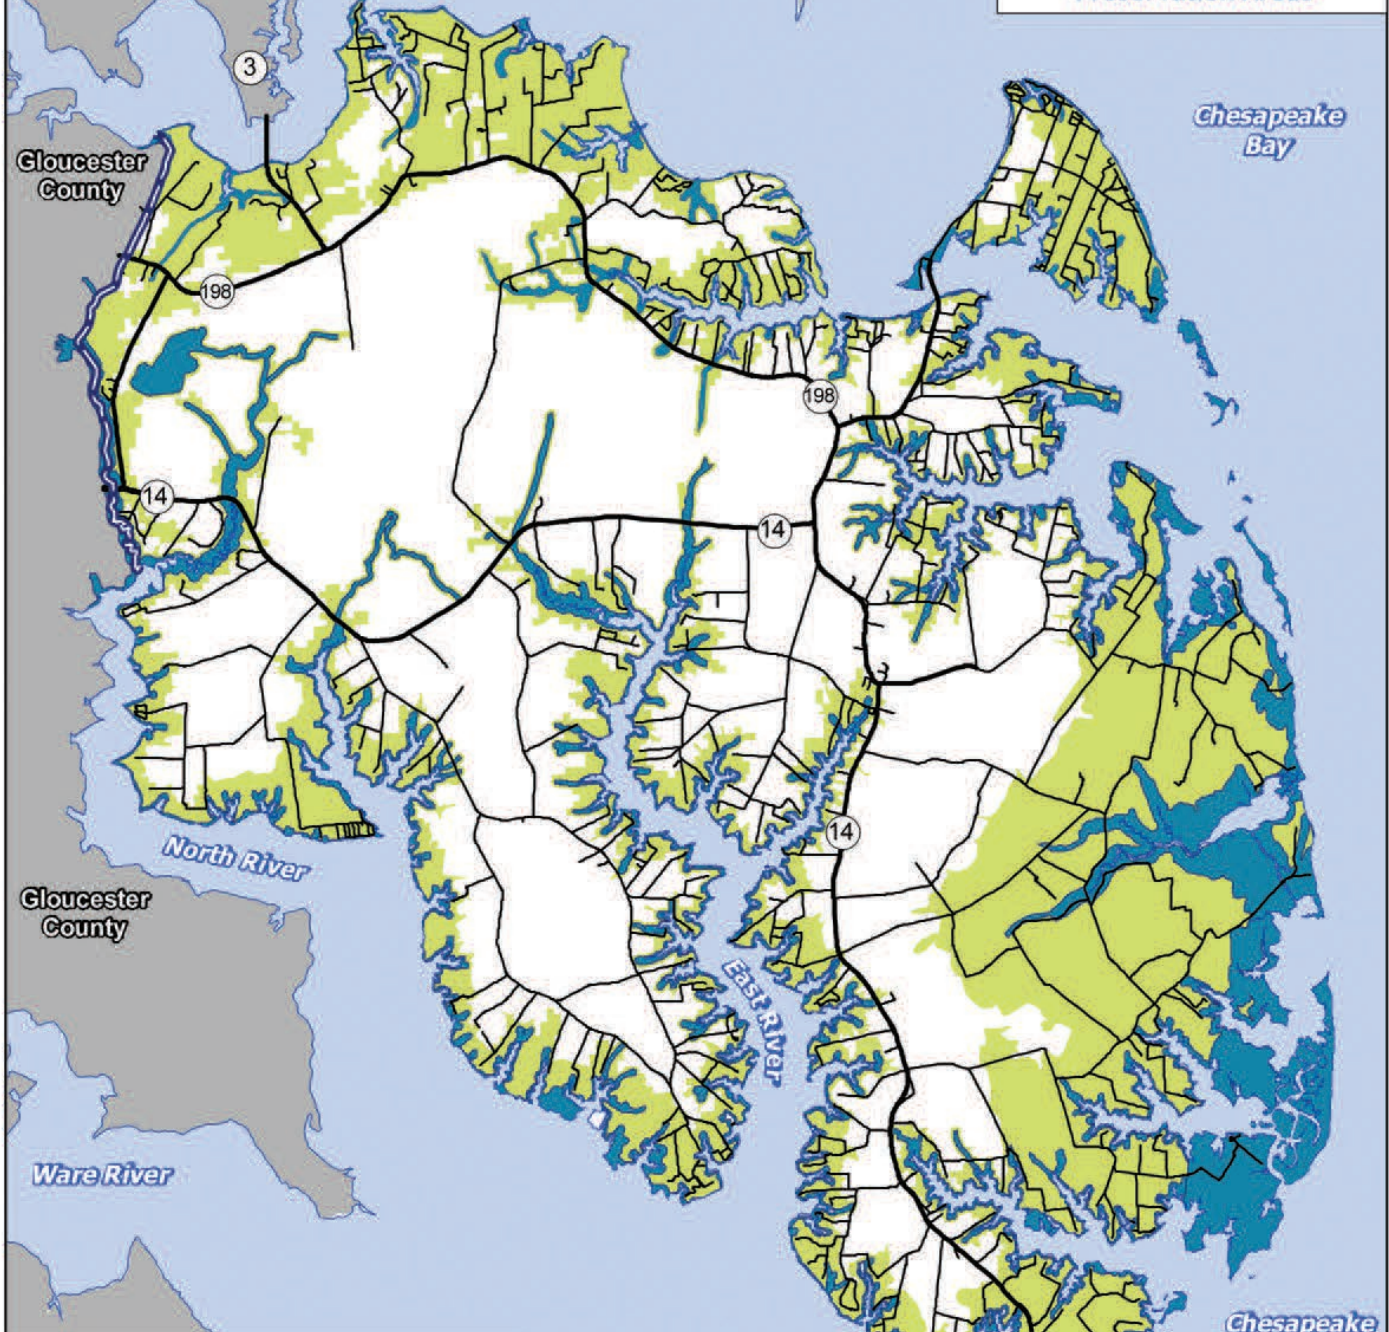 3
Chesapeake
Bay
Gloucester
County
198
198
14
14
14
North River
Gloucester
County
East River
Ware River
Chesapeake